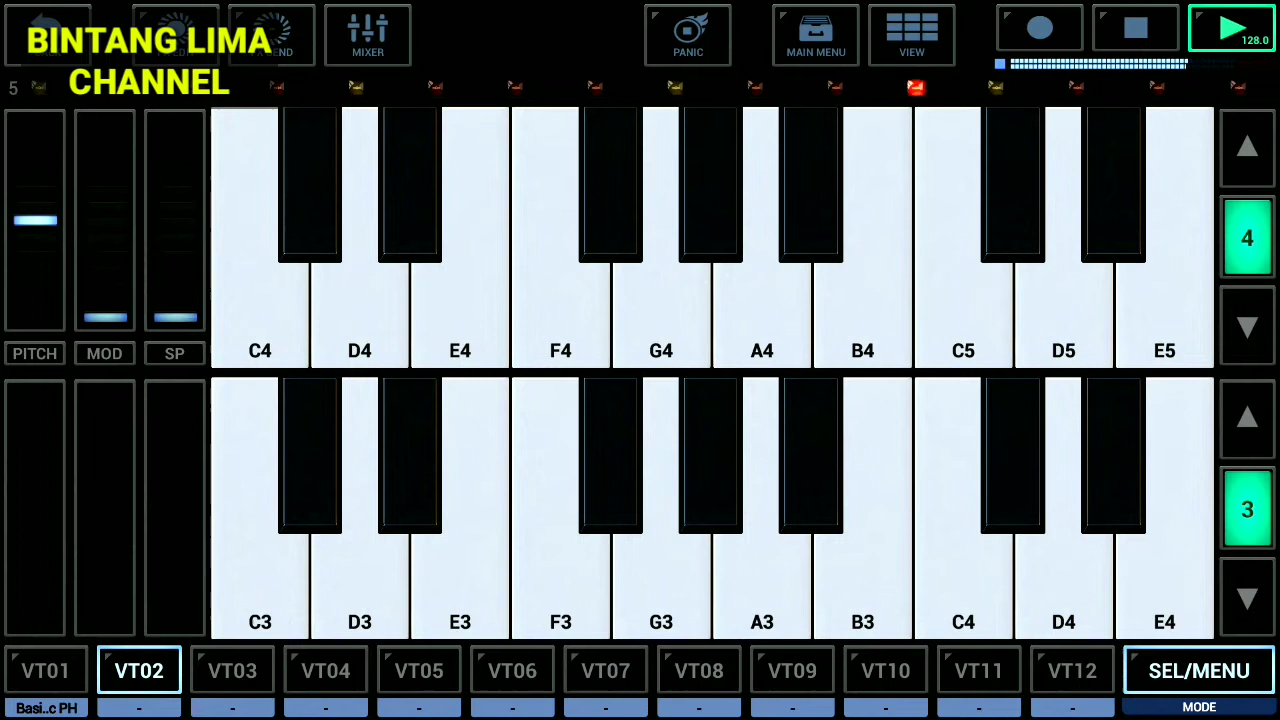 BINTANG LIMA
CHANNEL
MIXER
PANIC
MAIN MENU
VIEW
128.0
5
PITCH MOD SP
C4 D4 E4 F4 G4 A4 B4 C5 D5 E5
4
C3 D3 E3 F3 G3 A3 B3 C4 D4 E4
3
VT01 VT02 VT03 VT04 VT05 VT06 VT07 VT08 VT09 VT10 VT11 VT12 SEL/MENU
Basi..c PH - - - - - - - - - - - MODE